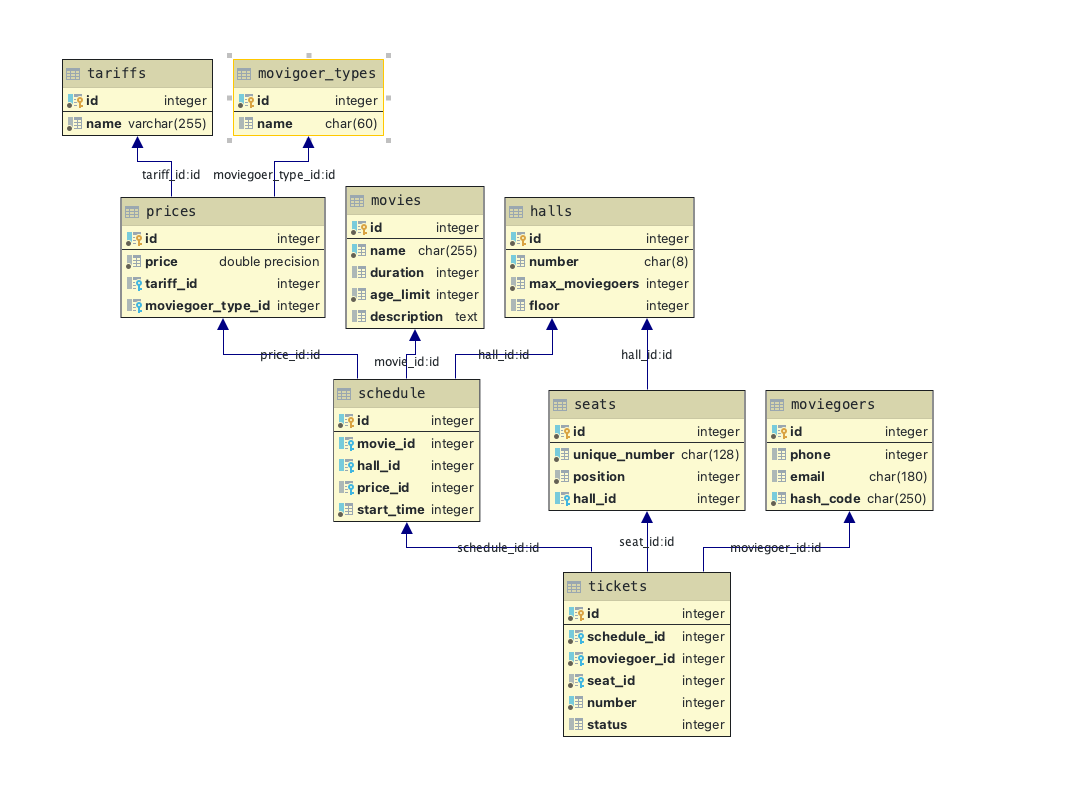 tariffs
id integer
name varchar(255)
movigoer_types
id integer
name char(60)
tariff_id:id
moviegoer_type_id:id
prices
id integer
price double precision
tariff_id integer
moviegoer_type_id integer
movies
id integer
name char(255)
duration integer
age_limit integer
description text
halls
id integer
number char(8)
max_moviegoers integer
floor integer
price_id:id
movie_id:id
hall_id:id
hall_id:id
schedule
id integer
movie_id integer
hall_id integer
price_id integer
start_time integer
seats
id integer
unique_number char(128)
position integer
hall_id integer
moviegoers
id integer
phone integer
email char(180)
hash_code char(250)
schedule_id:id
seat_id:id
moviegoer_id:id
tickets
id integer
schedule_id integer
moviegoer_id integer
seat_id integer
number integer
status integer